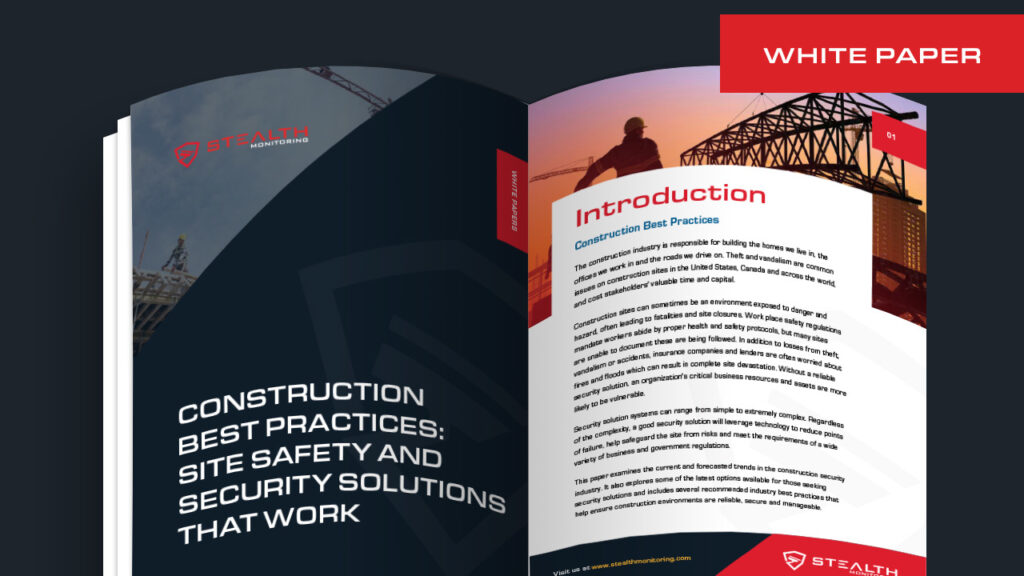 WHITE PAPER
STEALTH
MONITORING
WHITE PAPERS
CONSTRUCTION
BEST PRACTICES:
SITE SAFETY AND
SECURITY SOLUTIONS
THAT WORK
01
Introduction
Construction Best Practices
The construction industry is responsible for building the homes we live in, the
offices we work in and the roads we drive on. Theft and vandalism are common
issues on construction sites in the United States, Canada and across the world,
and cost stakeholders' valuable time and capital.
Construction sites can sometimes be an environment exposed to danger and
hazard, often leading to fatalities and site closures. Work place safety regulations
mandate workers abide by proper health and safety protocols, but many sites
are unable to document these are being followed. In addition to losses from theft,
vandalism or accidents, insurance companies and lenders are often worried about
fires and floods which can result in complete site devastation. Without a reliable
security solution, an organization's critical business resources and assets are more
likely to be vulnerable.
Security solution systems can range from simple to extremely complex. Regardless
of the complexity, a good security solution will leverage technology to reduce points
of failure, help safeguard the site from risks and meet the requirements of a wide
variety of business and government regulations.
This paper examines the current and forecasted trends in the construction security
industry. It also explores some of the latest options available for those seeking
security solutions and includes several recommended industry best practices that
help ensure construction environments are reliable, secure and manageable.
Visit us at www.stealthmonitoring.com
STEALTH
MONITORING